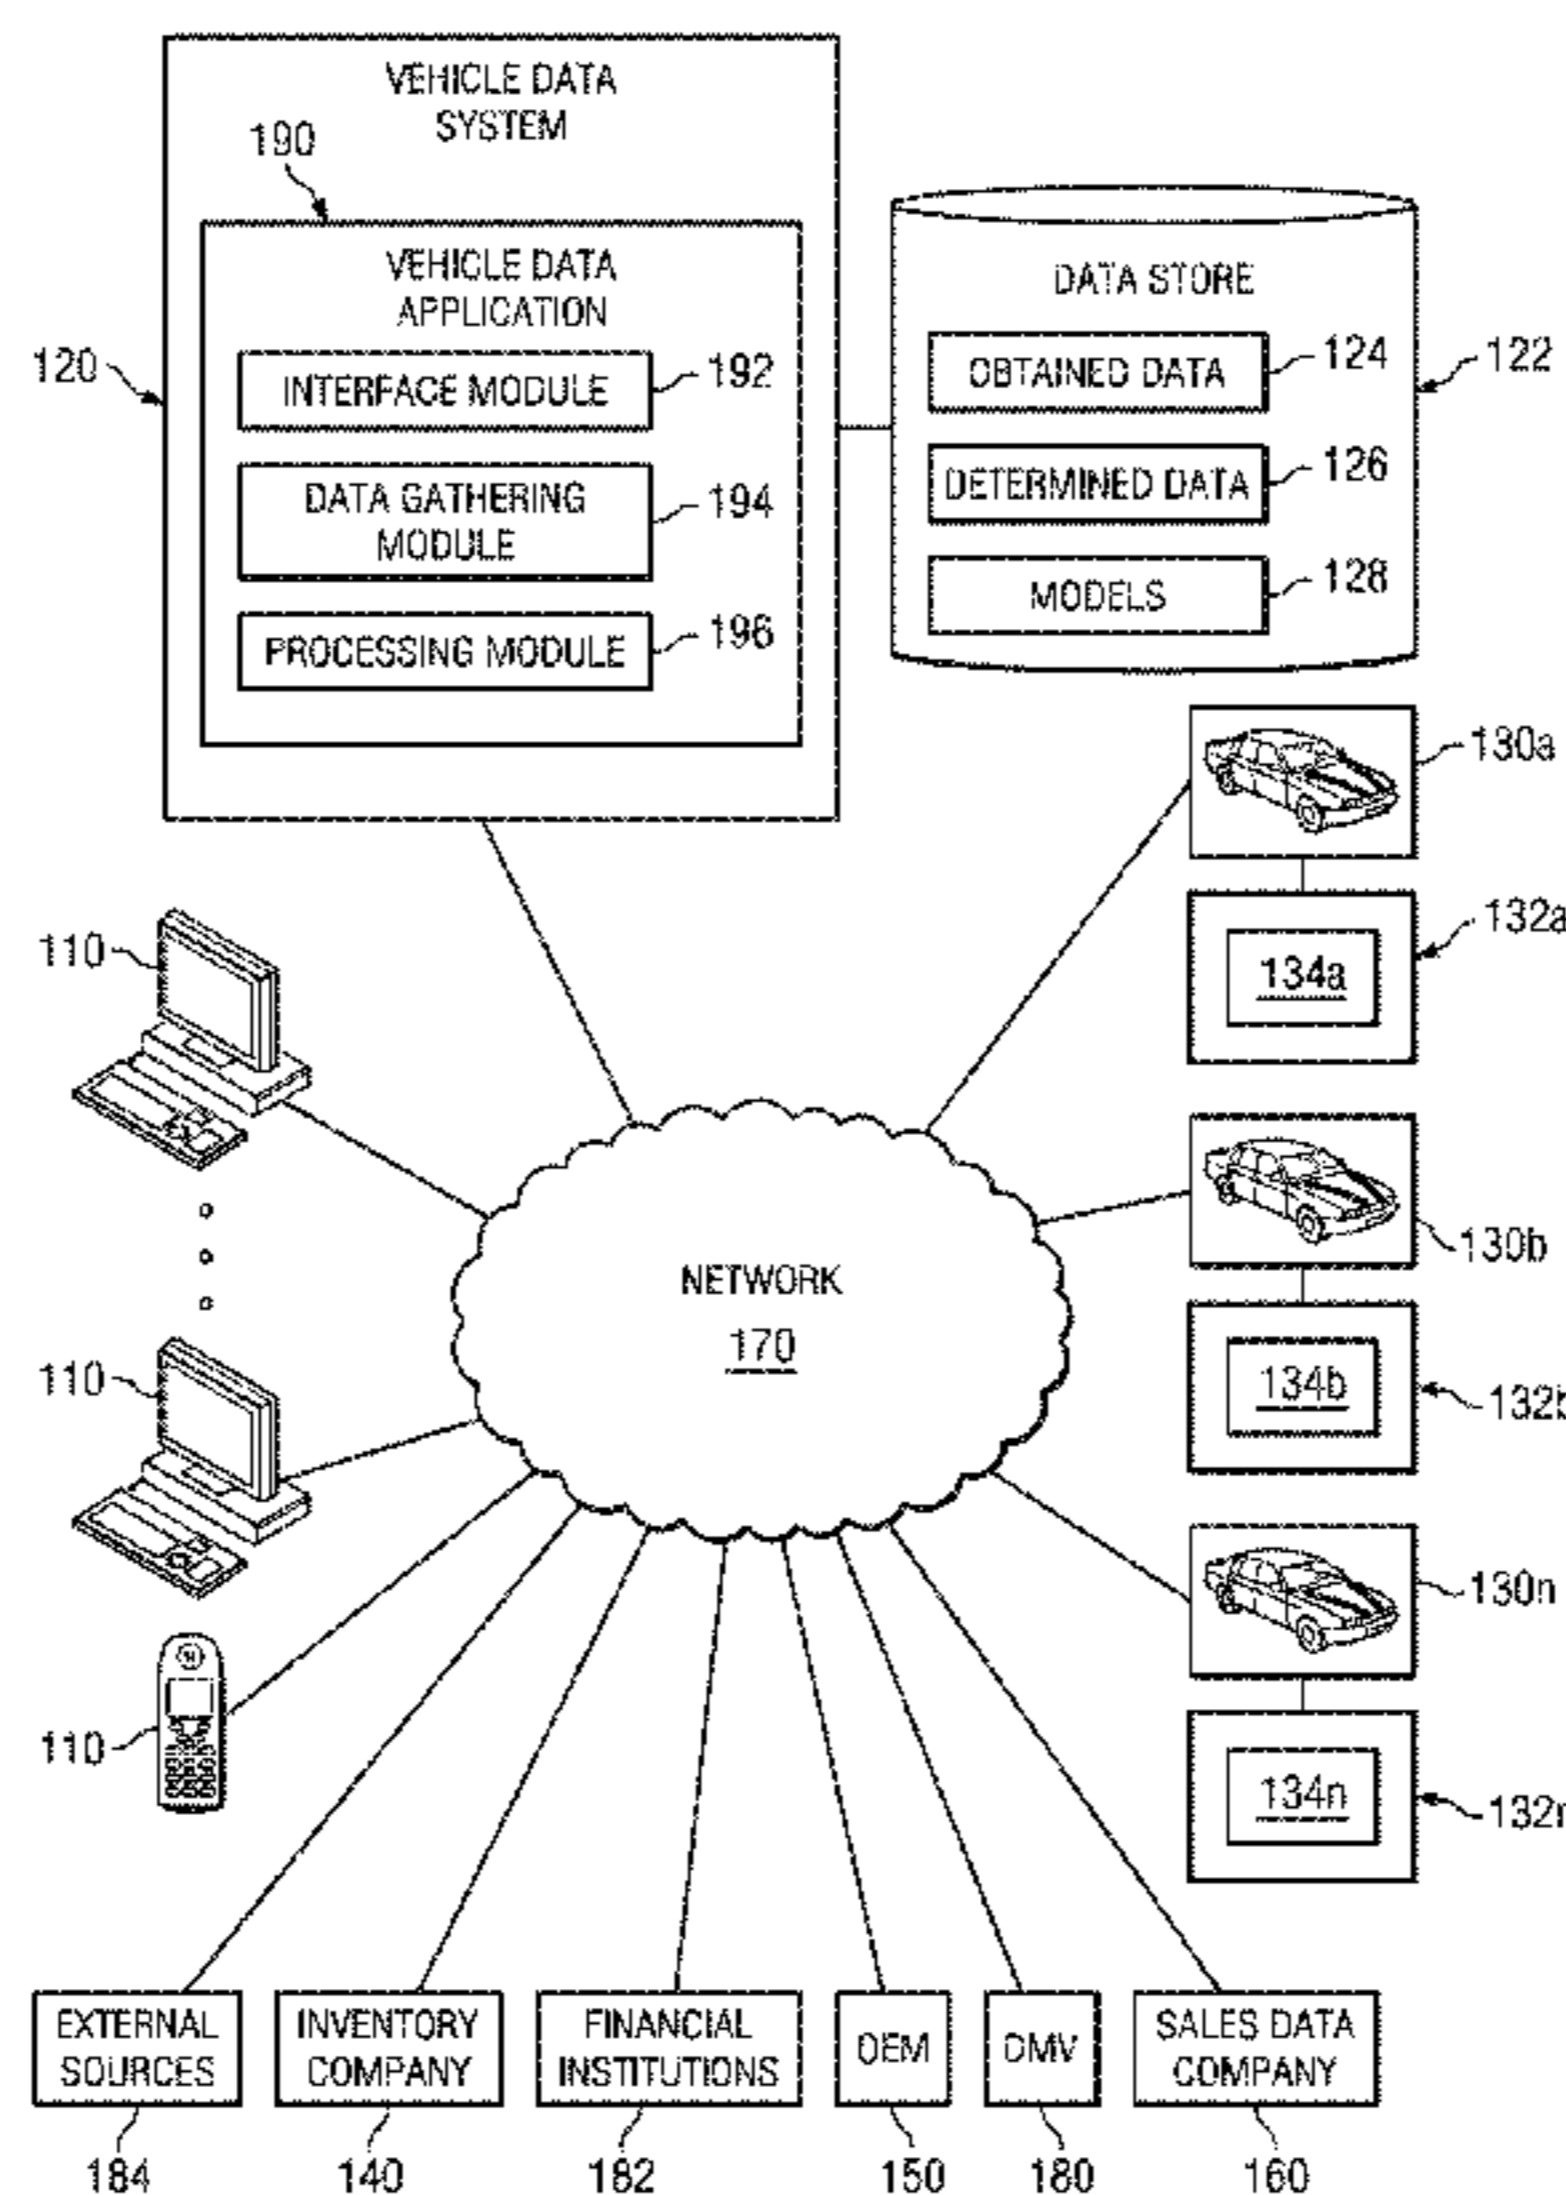 VEHICLE DATA
SYSTEM
190
VEHICLE DATA
APPLICATION
120
INTERFACE MODULE
192
DATA GATHERING
MODULE
194
PROCESSING MODULE
196
DATA STORE
OBTAINED DATA
124
122
DETERMINED DATA
126
MODELS
128
130a
132a
134a
110
130b
NETWORK
170
134b
132b
110
130n
110
134n
132n
EXTERNAL
SOURCES
INVENTORY
COMPANY
FINANCIAL
INSTITUTIONS
OEM
DMV
SALES DATA
COMPANY
184
140
182
150
180
160